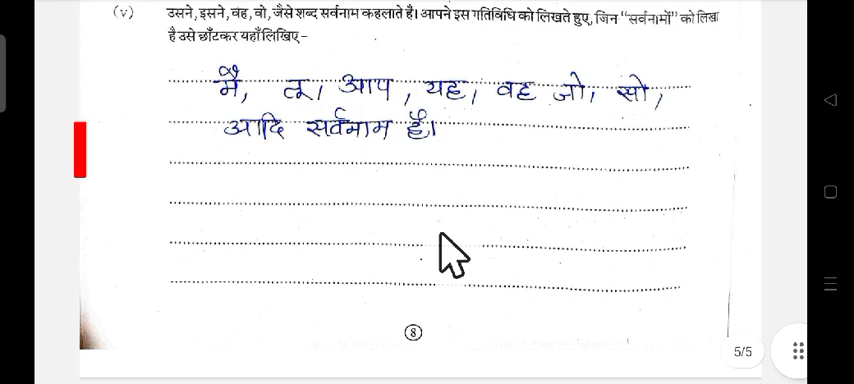 (v) उसने, इसने, वह, वो, जैसे शब्द सर्वनाम कहलाते है। आपने इस गतिविधि को लिखते हुए, जिन "सर्वनामों" को लिखा
है उसे छाँटकर यहाँ लिखिए -
मैं, तू, आप, यह, वह जो, सो,
आदि सर्वनाम हैं।
8
5/5